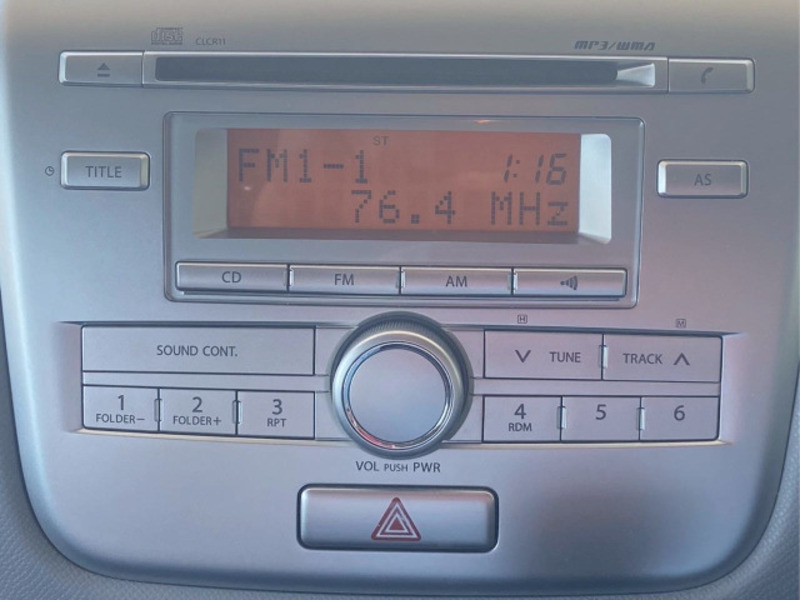 disc CLCR11 MP3/WMA
TITLE
ST
FM1-1 1:16
76.4 MHz
AS
CD FM AM
SOUND CONT.
H M
TUNE TRACK
1 2 3
FOLDER− FOLDER+ RPT
4 5 6
RDM
VOL PUSH PWR